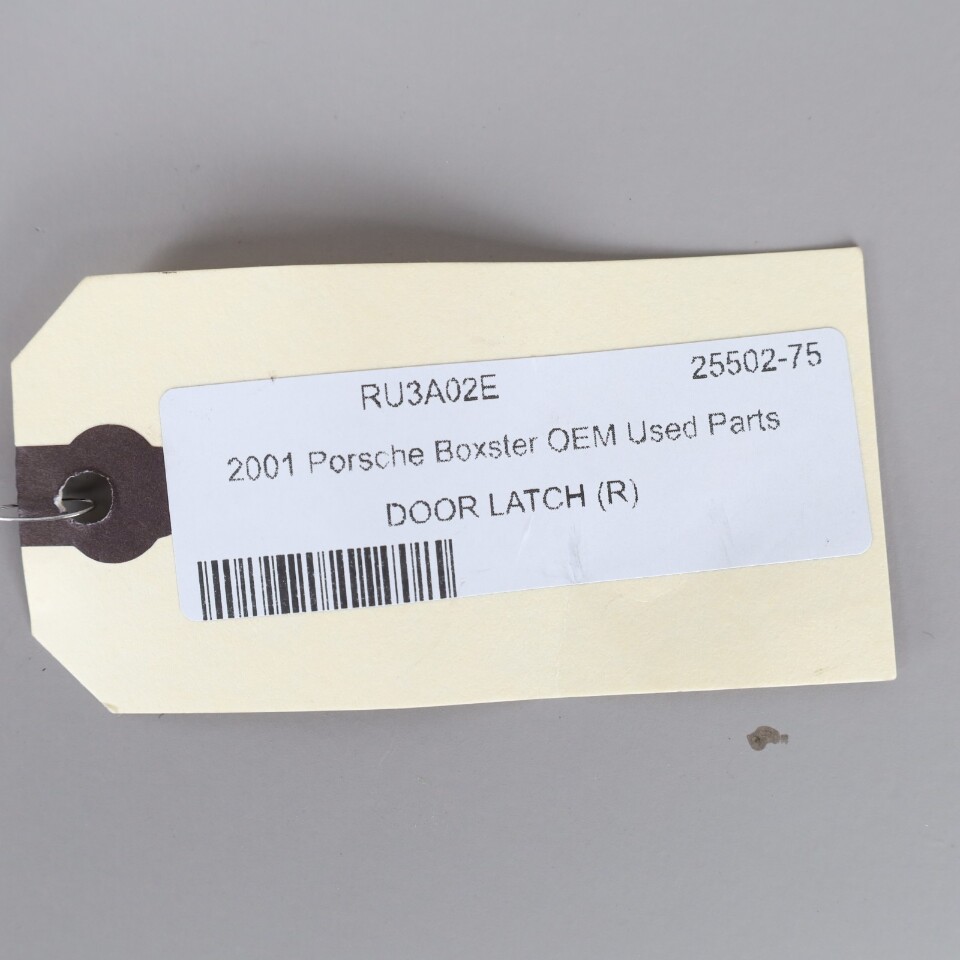 RU3A02E 25502-75
2001 Porsche Boxster OEM Used Parts
DOOR LATCH (R)